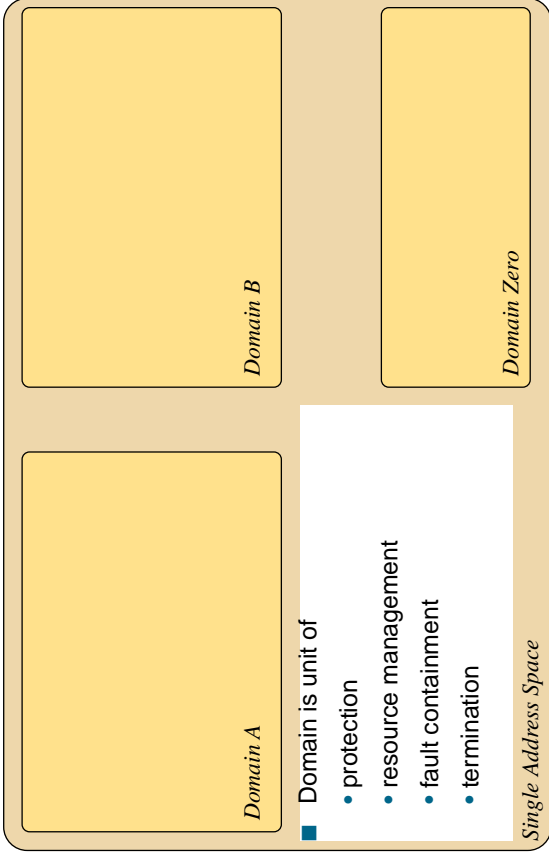 Domain A
Domain B
■ Domain is unit of
• protection
• resource management
• fault containment
• termination
Domain Zero
Single Address Space